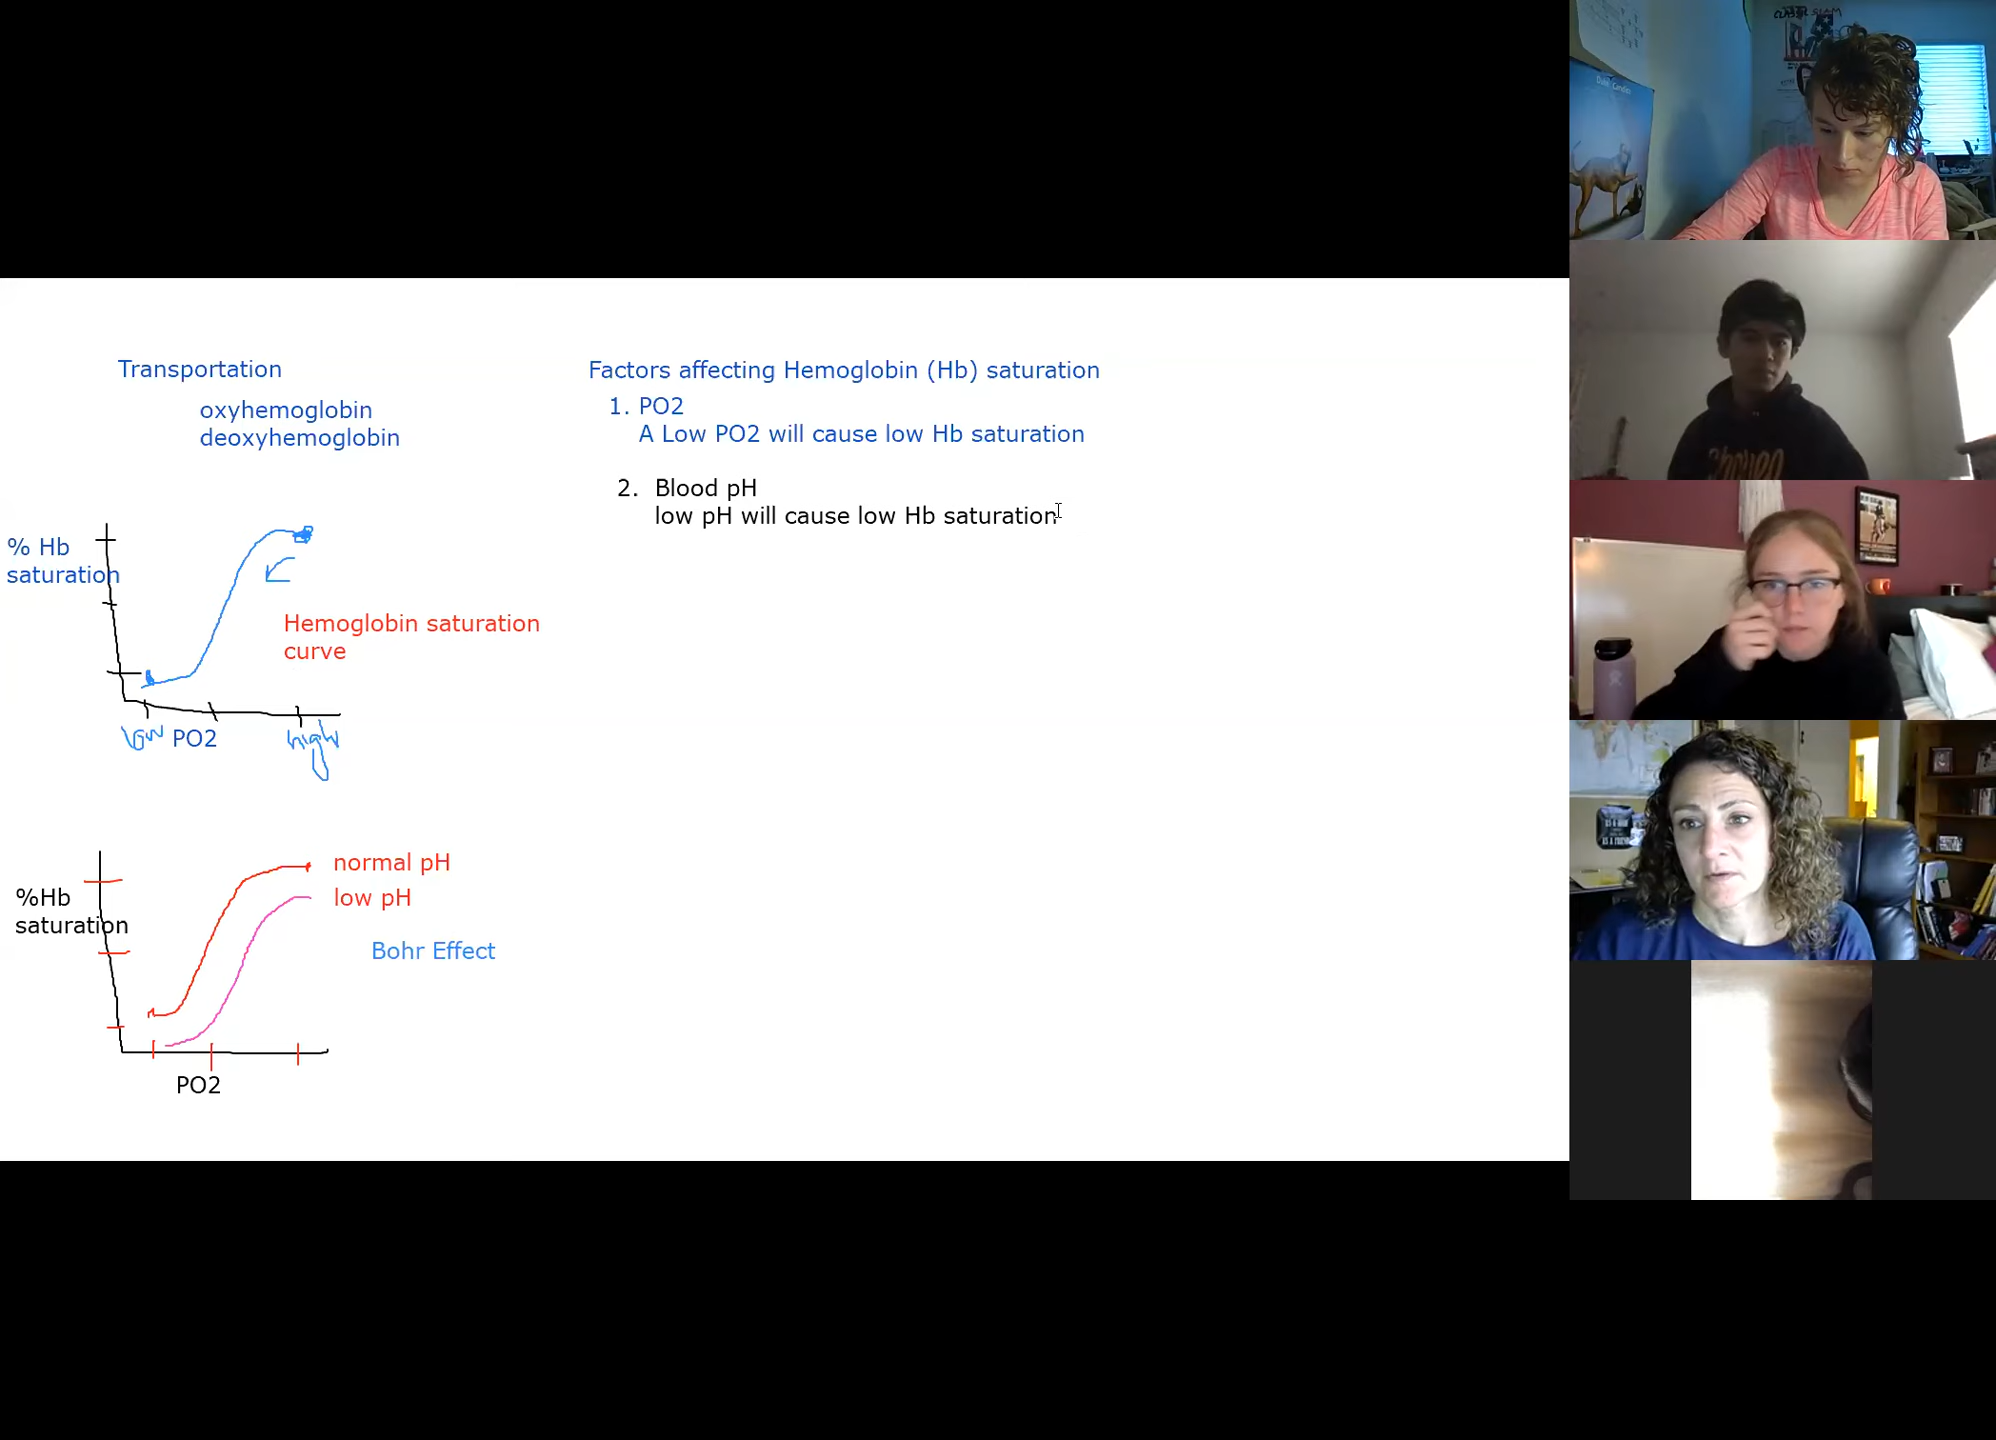 Transportation
oxyhemoglobin
deoxyhemoglobin
% Hb
saturation
Hemoglobin saturation
curve
low PO2 high
normal pH
low pH
%Hb
saturation
Bohr Effect
PO2
Factors affecting Hemoglobin (Hb) saturation
1. PO2
A Low PO2 will cause low Hb saturation
2. Blood pH
low pH will cause low Hb saturation